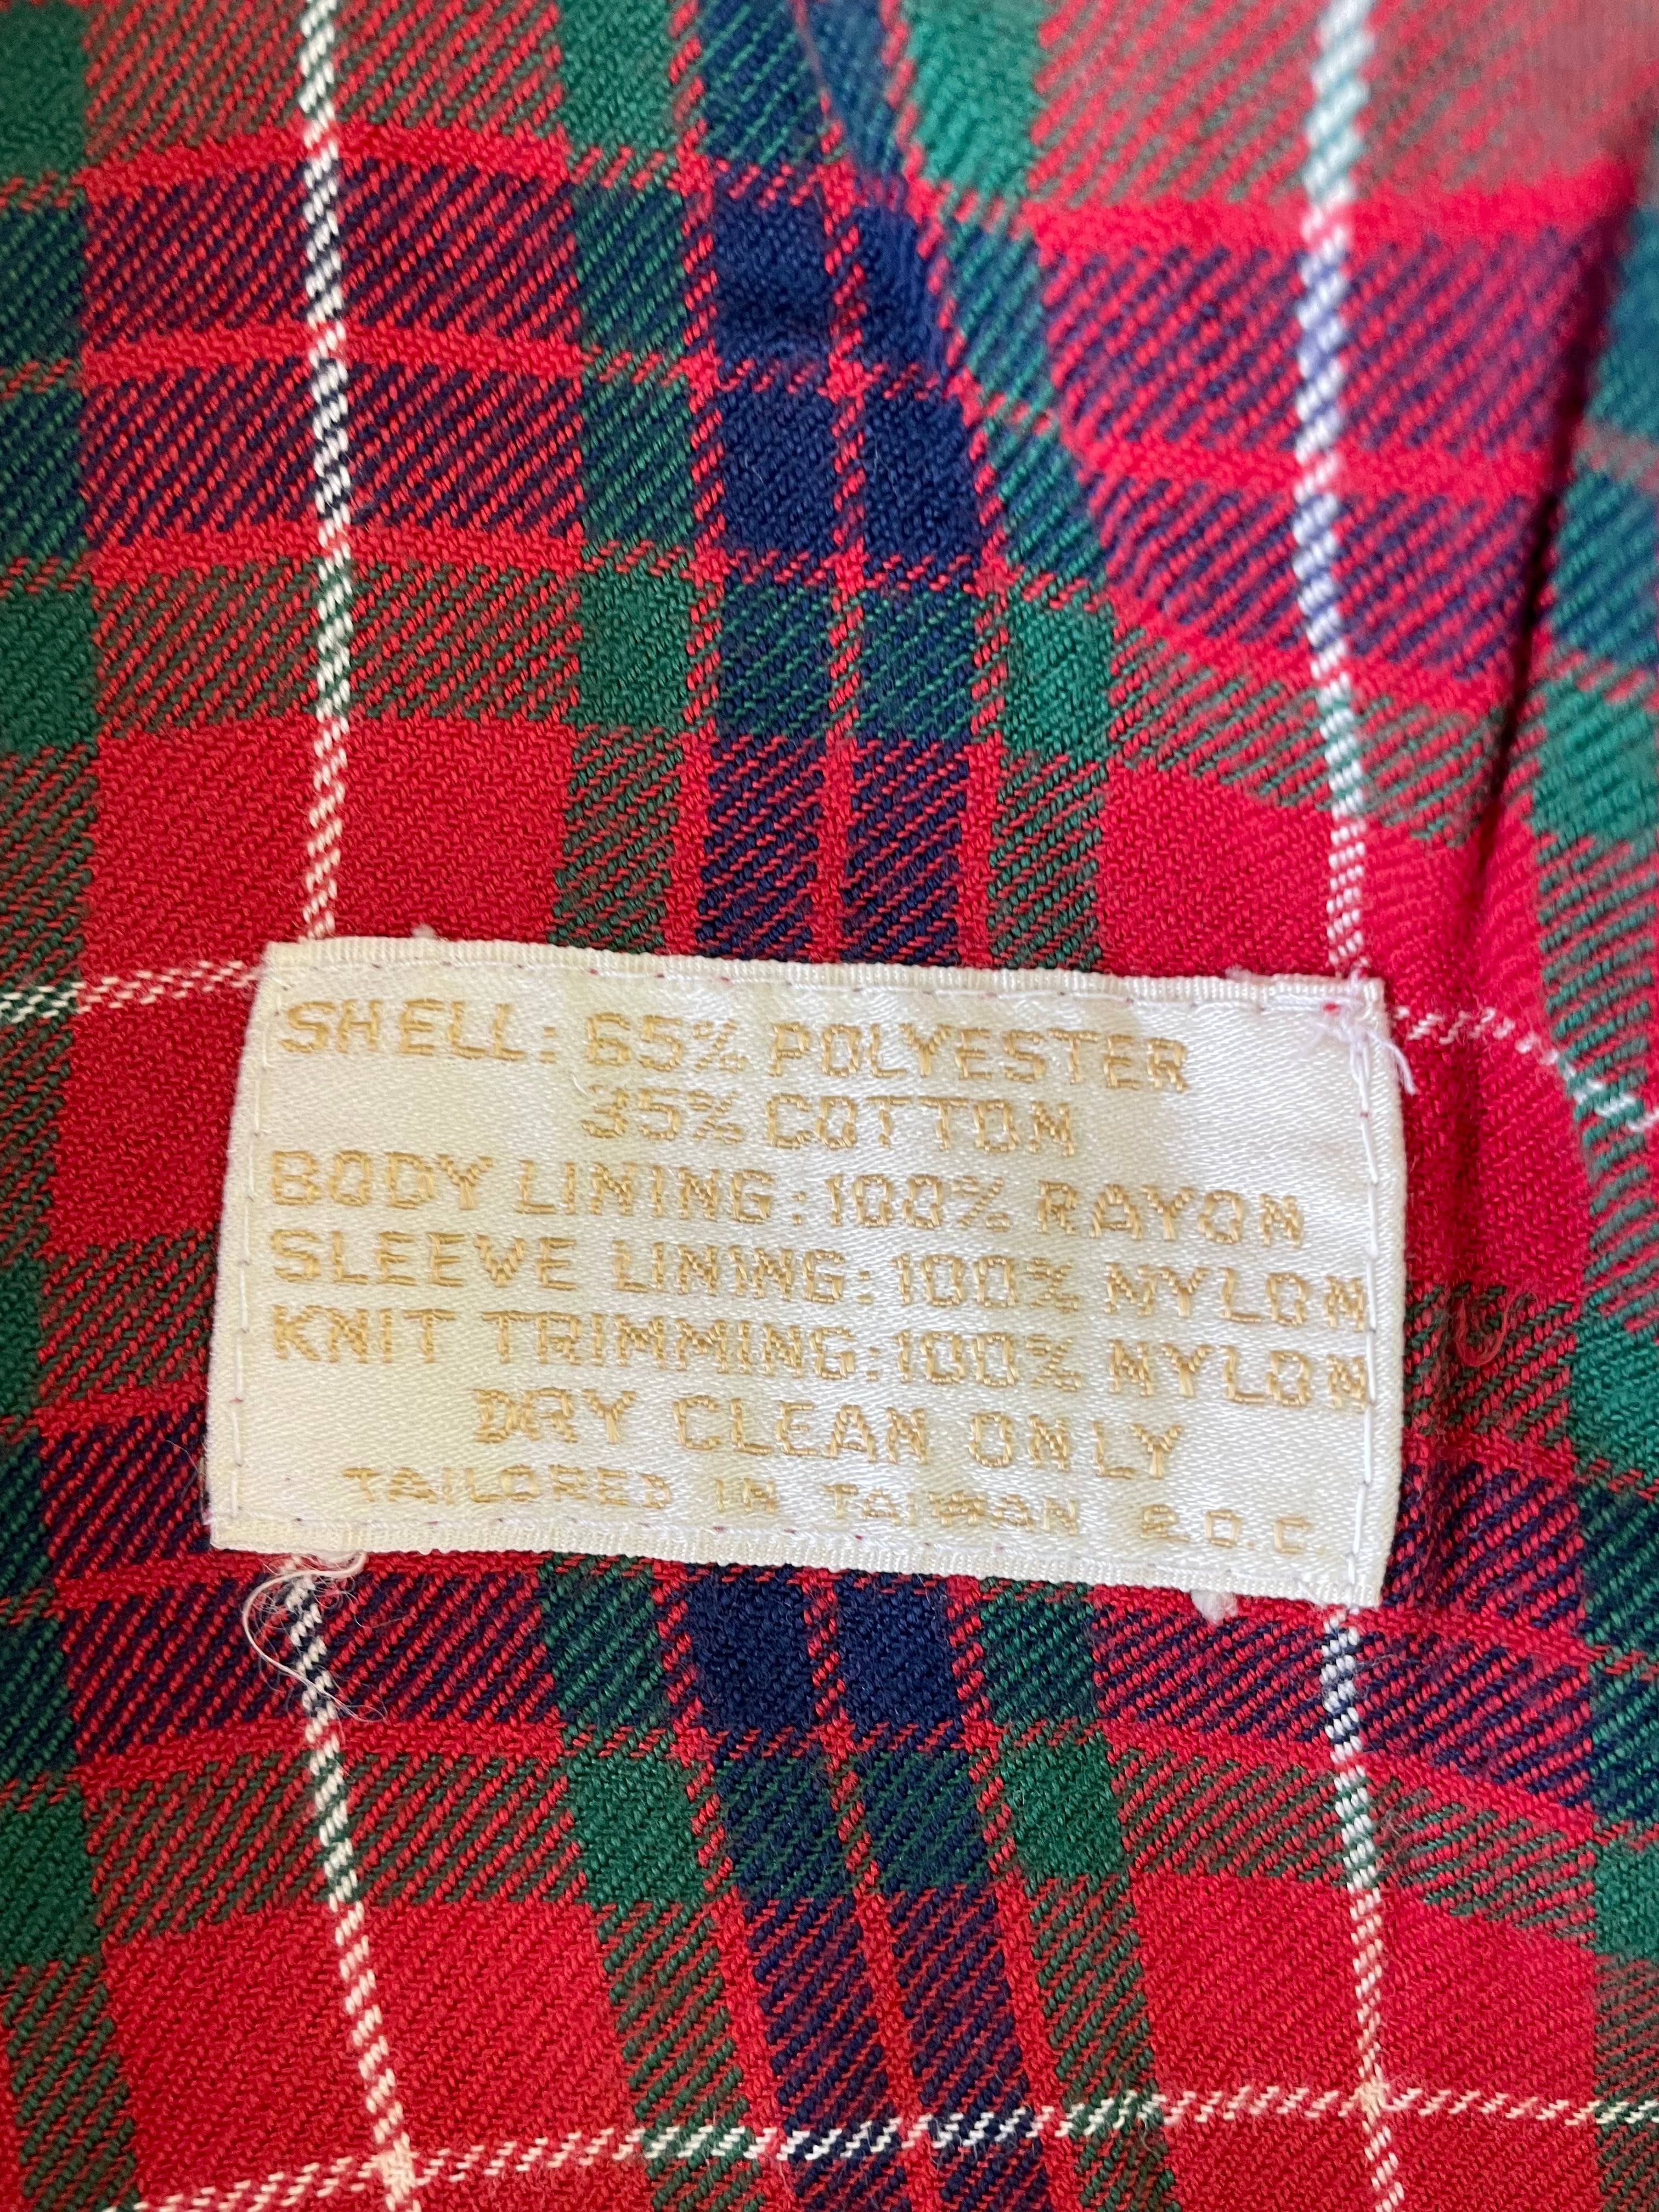 SHELL: 65% POLYESTER
35% COTTON
BODY LINING: 100% RAYON
SLEEVE LINING: 100% NYLON
KNIT TRIMMING: 100% NYLON
DRY CLEAN ONLY
TAILORED IN TAIWAN R.O.C